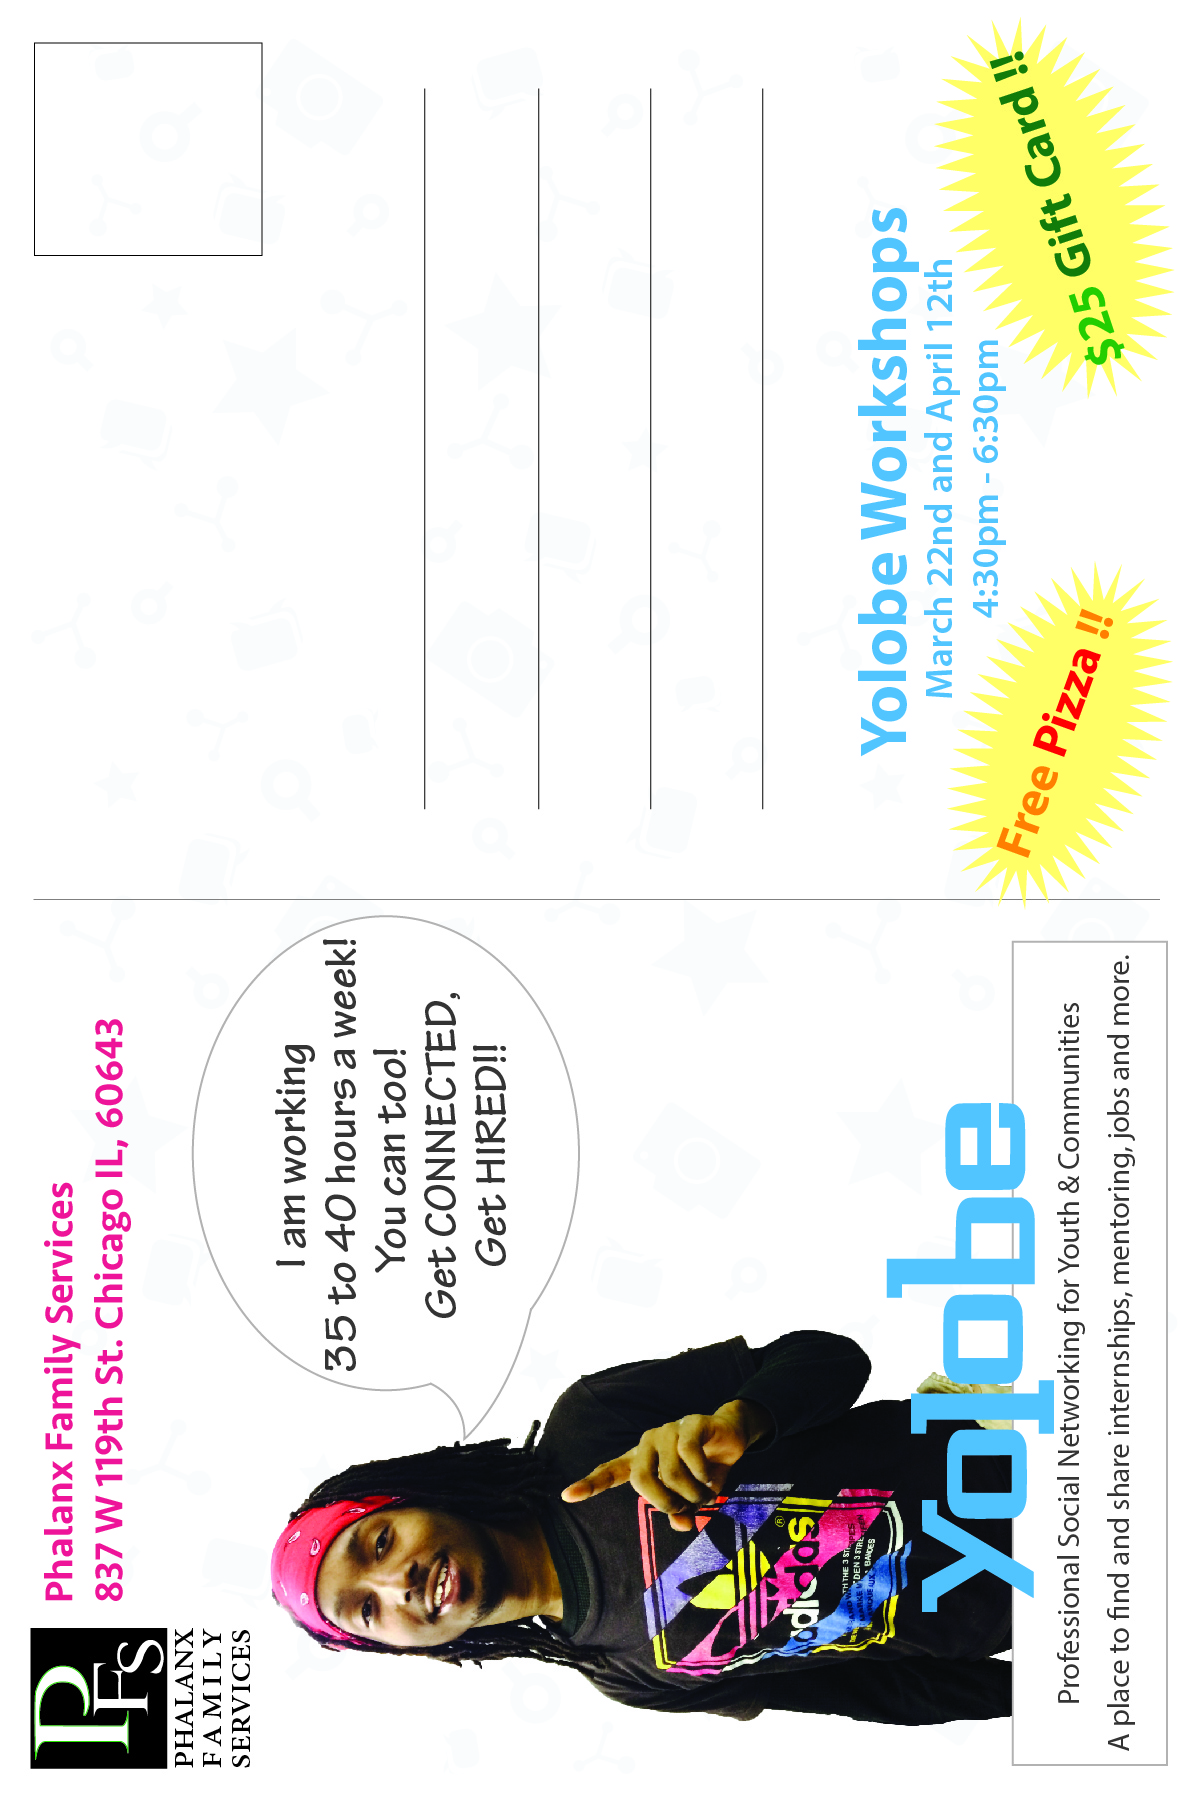 PFS
PHALANX
FAMILY
SERVICES
Phalanx Family Services
837 W 119th St. Chicago IL, 60643
I am working
35 to 40 hours a week!
You can too!
Get CONNECTED,
Get HIRED!!
adidas
®
Yolobe
Professional Social Networking for Youth & Communities
A place to find and share internships, mentoring, jobs and more.
Yolobe Workshops
March 22nd and April 12th
4:30pm - 6:30pm
Free Pizza !!
$25 Gift Card !!!